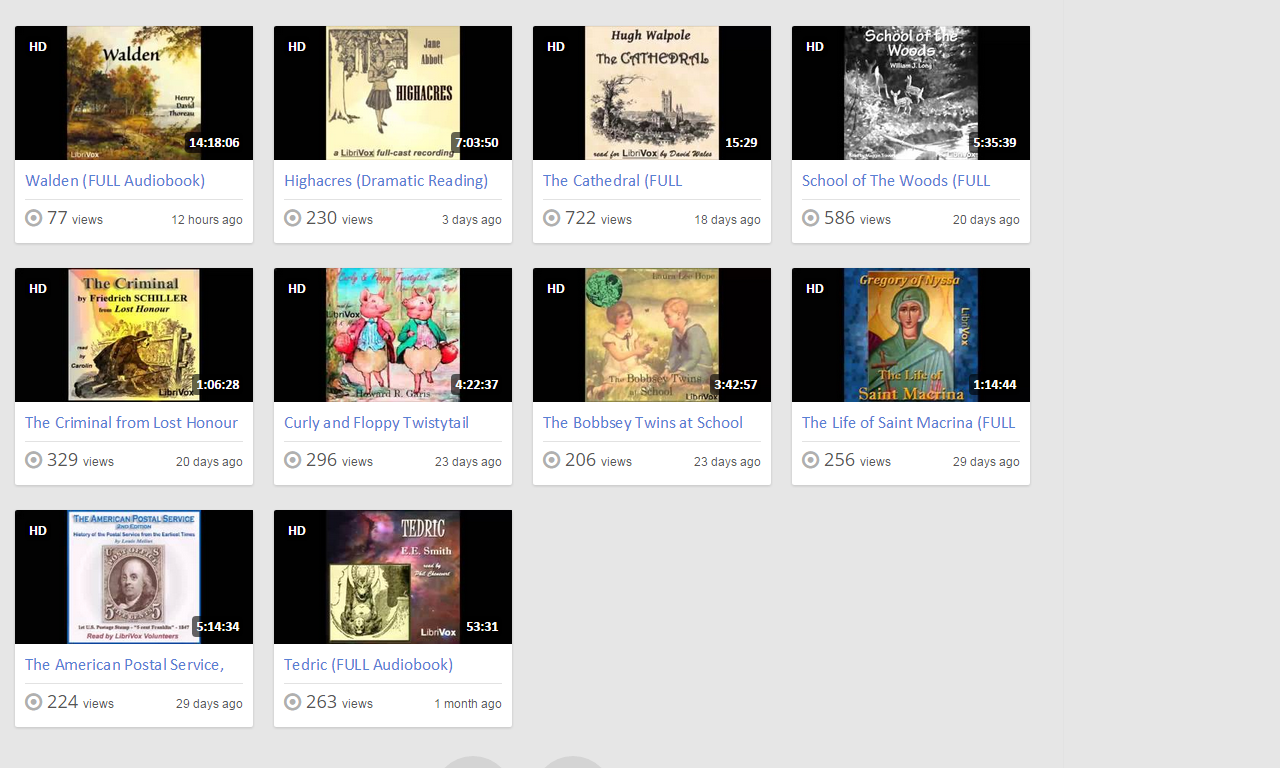 HD
Walden
Henry
David
Thoreau
LibriVox
14:18:06
Walden (FULL Audiobook)
77 views
12 hours ago
HD
Jane
Abbott
HIGHACRES
a LibriVox full-cast recording
7:03:50
Highacres (Dramatic Reading)
230 views
3 days ago
HD
Hugh Walpole
The CATHEDRAL
read for LibriVox by David Wales
15:29
The Cathedral (FULL
722 views
18 days ago
HD
School of the
Woods
William J. Long
5:35:39
School of The Woods (FULL
586 views
20 days ago
HD
The Criminal
by Friedrich SCHILLER
from Lost Honour
read
by
Carolin
LibriVox
1:06:28
The Criminal from Lost Honour
329 views
20 days ago
HD
Curly & Floppy Twistytail
LibriVox
Howard R. Garis
4:22:37
Curly and Floppy Twistytail
296 views
23 days ago
HD
Laura Lee Hope
The Bobbsey Twins
at School
LibriVox
3:42:57
The Bobbsey Twins at School
206 views
23 days ago
HD
Gregory of Nyssa
LibriVox
The Life of
Saint Macrina
1:14:44
The Life of Saint Macrina (FULL
256 views
29 days ago
HD
THE AMERICAN POSTAL SERVICE
2ND EDITION
History of the Postal Service from the Earliest Times
by Louis Melius
1st U.S. Postage Stamp - "5 cent Franklin" - 1847
Read by LibriVox Volunteers
5:14:34
The American Postal Service,
224 views
29 days ago
HD
TEDRIC
E.E. Smith
read by
Phil Chenevert
LibriVox
53:31
Tedric (FULL Audiobook)
263 views
1 month ago